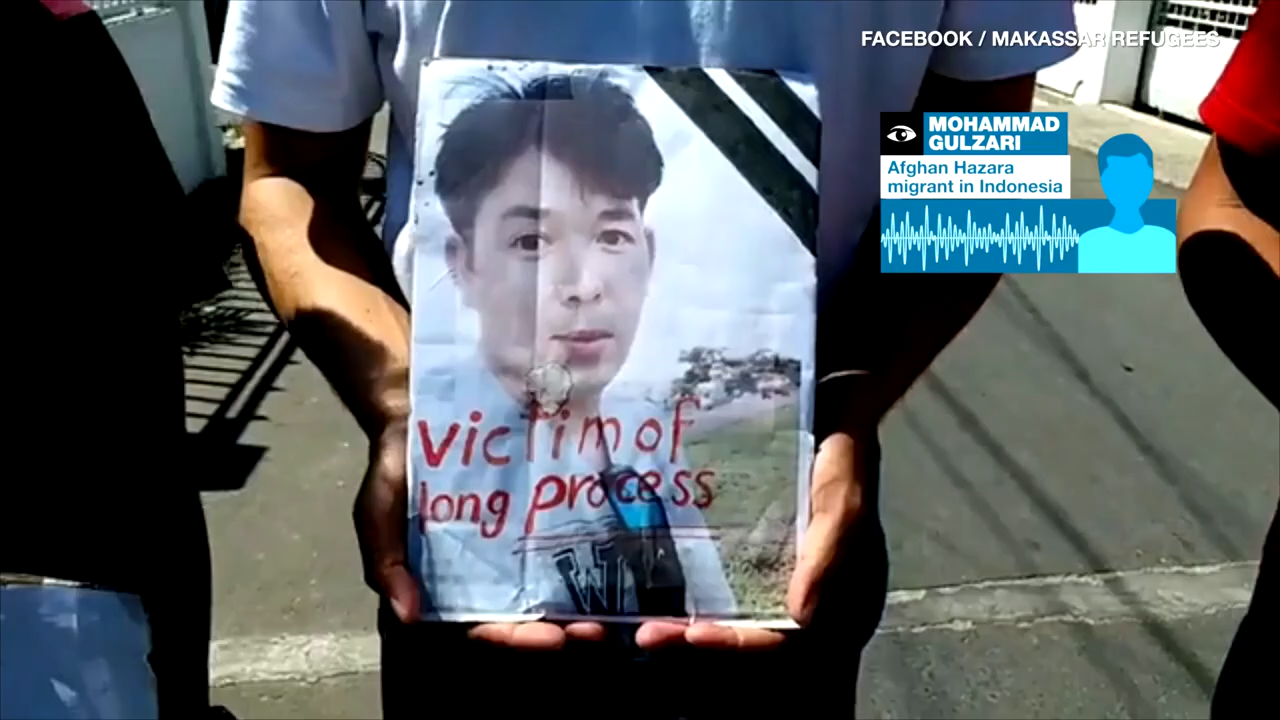 FACEBOOK / MAKASSAR REFUGEES
MOHAMMAD
GULZARI
Afghan Hazara
migrant in Indonesia
victim of
long process
W